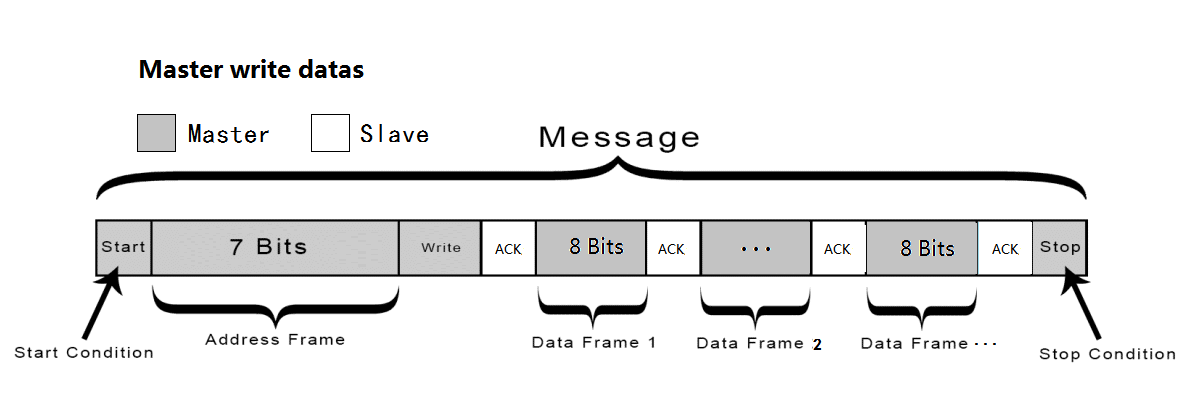 Master write datas
Master Slave
Message
Start 7 Bits Write ACK 8 Bits ACK ··· ACK 8 Bits ACK Stop
Address Frame Data Frame 1 Data Frame 2 Data Frame ···
Start Condition Stop Condition